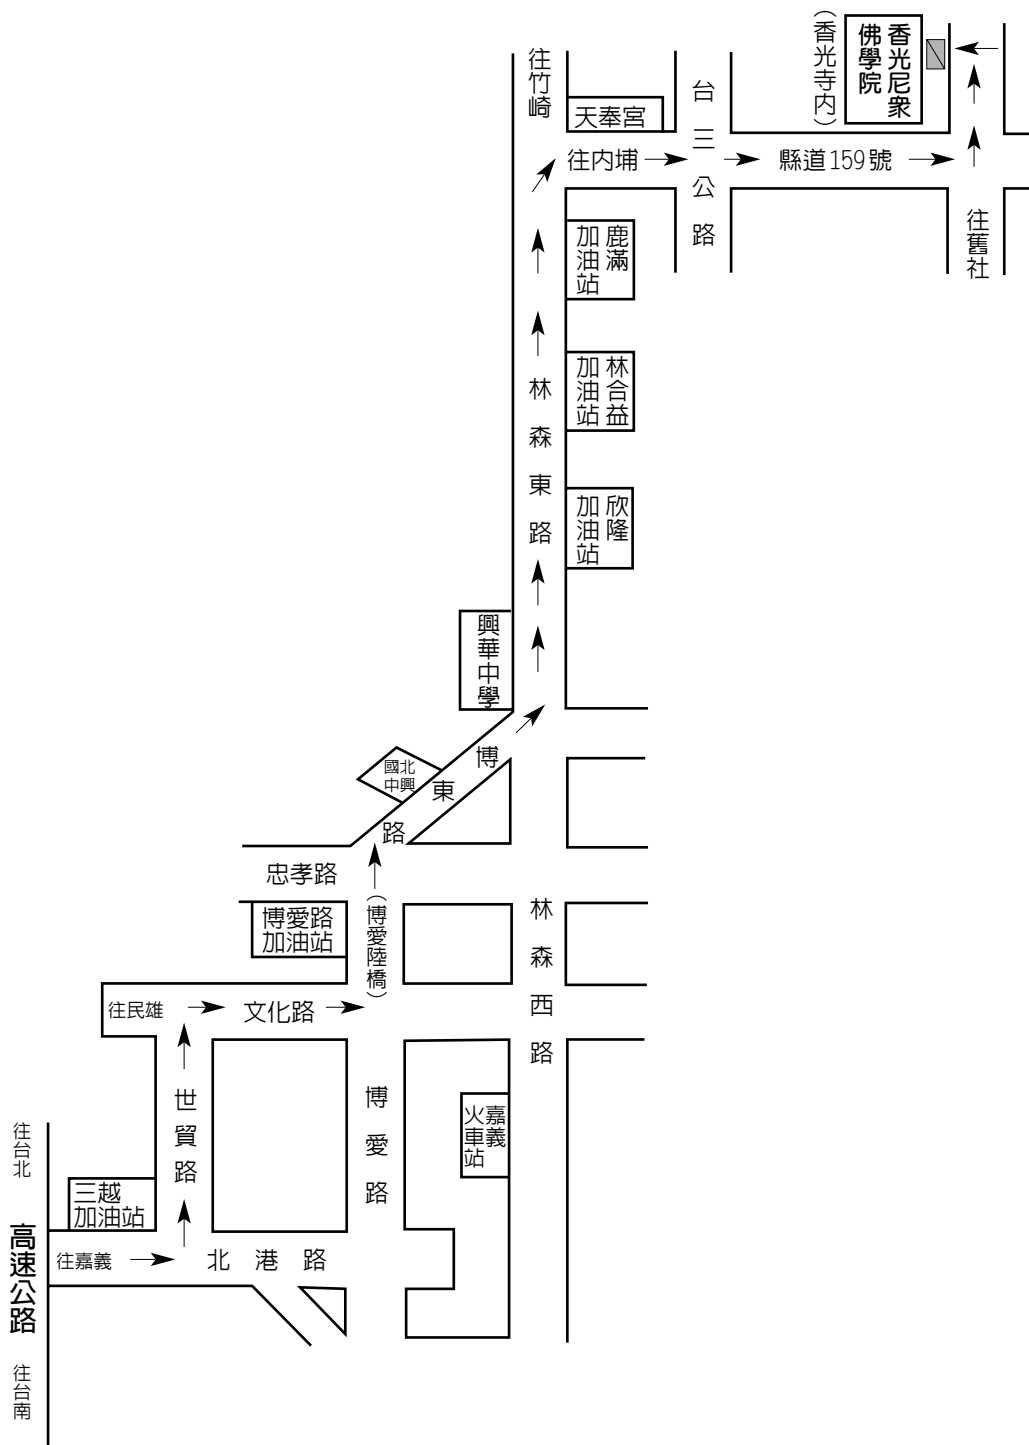 （香光寺內）
香光尼衆
佛學院
往竹崎
天奉宮
台三公路
往內埔
縣道159號
往舊社
鹿滿
加油站
林合益
加油站
林森東路
欣隆
加油站
興華中學
博東路
北興
國中
忠孝路
博愛路
加油站
（博愛陸橋）
林森西路
往民雄
文化路
世貿路
博愛路
嘉義
火車站
往台北
三越
加油站
高速公路
往嘉義
北港路
往台南